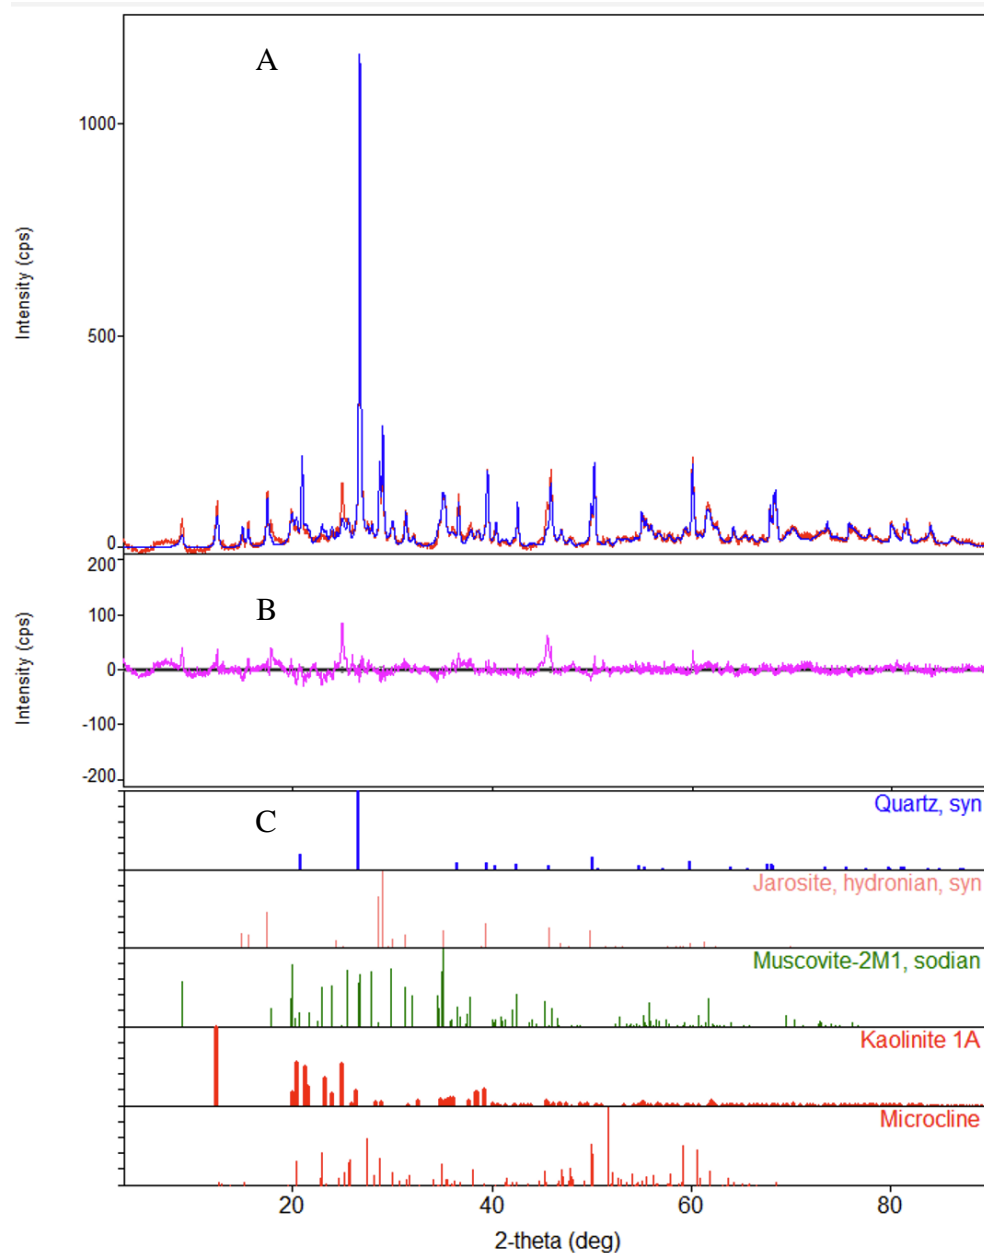 A
1000
Intensity (cps)
500
0
200
B
100
Intensity (cps)
0
-100
-200
C
Quartz, syn
Jarosite, hydronian, syn
Muscovite-2M1, sodian
Kaolinite 1A
Microcline
20 40 60 80
2-theta (deg)